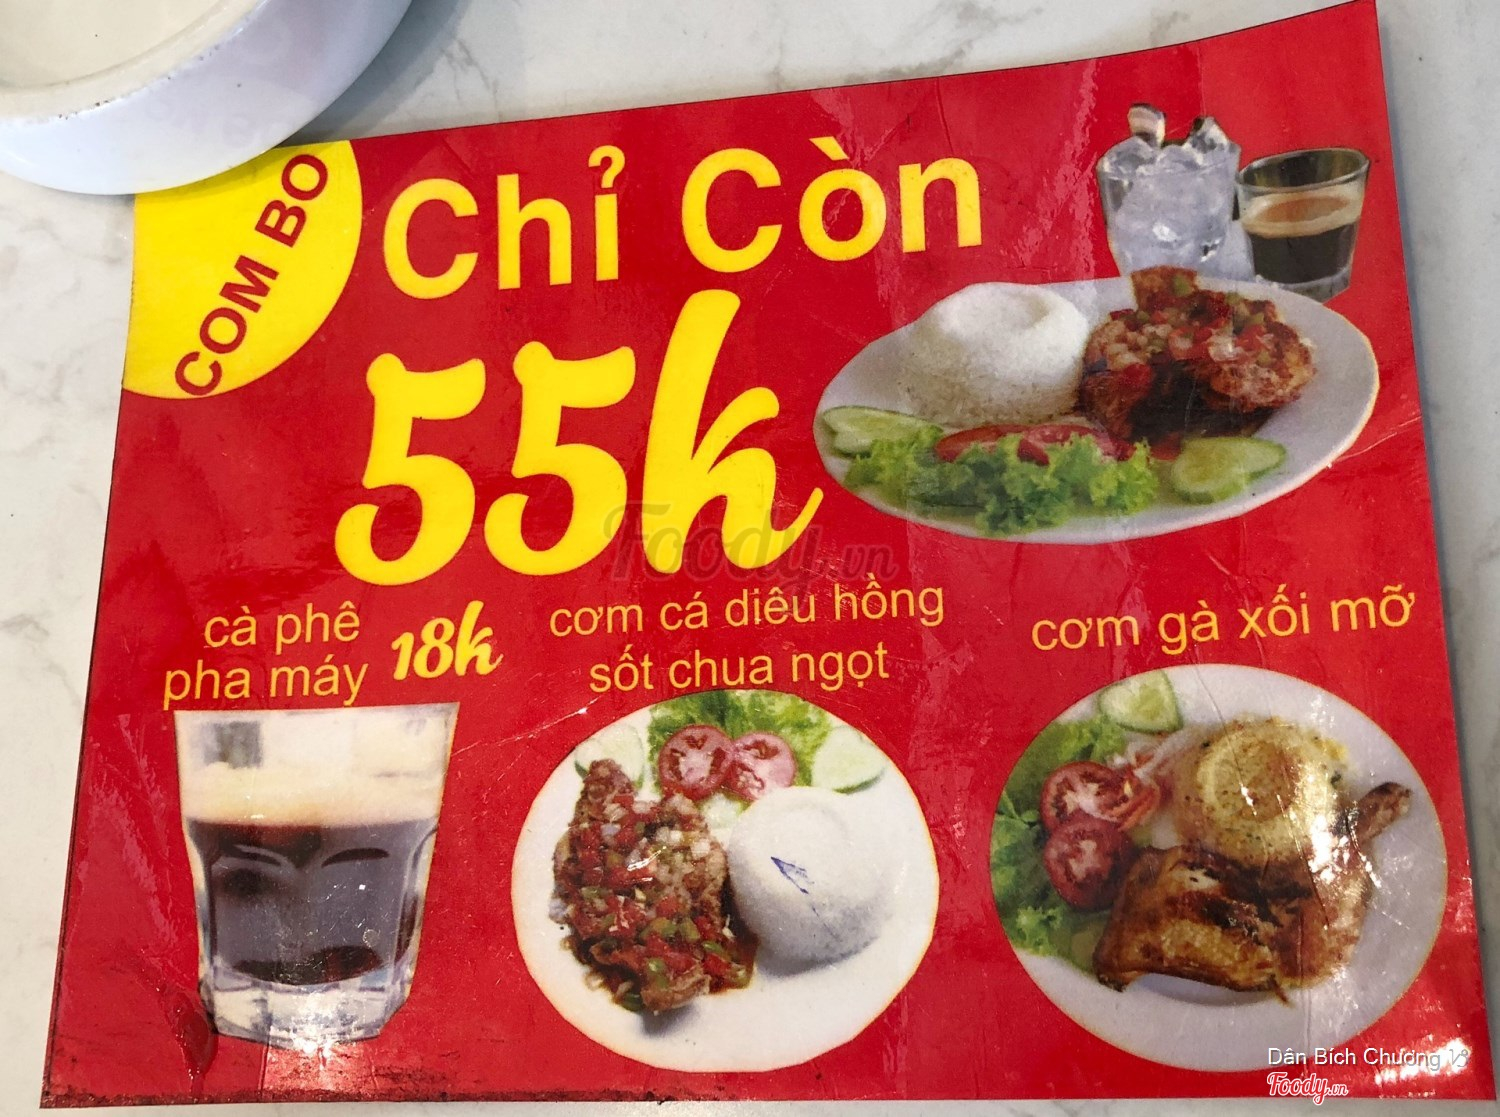 COM BO
Chỉ Còn
55k
cà phê
pha máy
18k
cơm cá diêu hồng
sốt chua ngọt
cơm gà xối mỡ
Foody.vn
Dân Bích Chương
Foody.vn